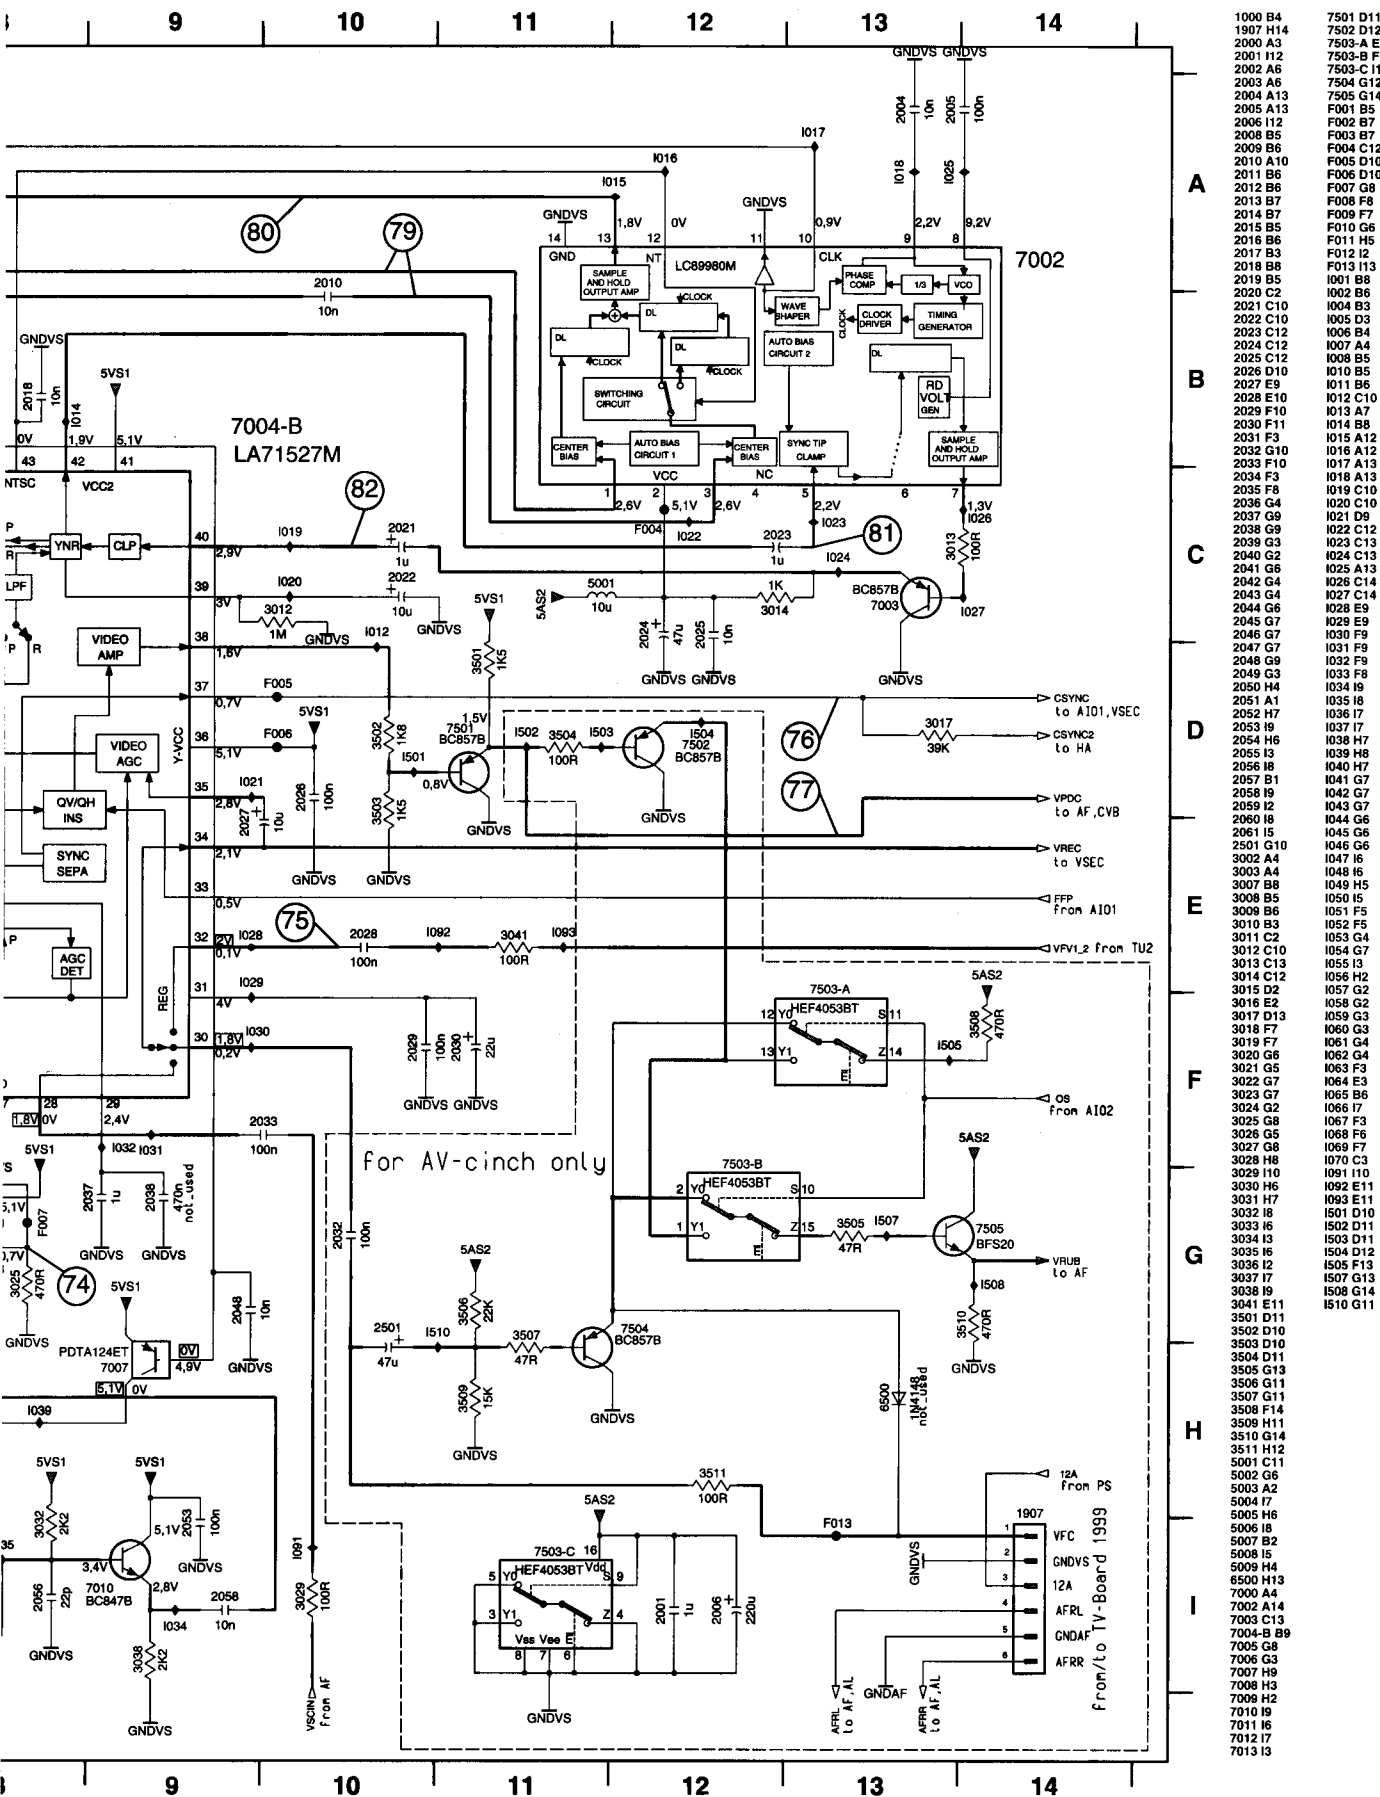 9 10 11 12 13 14
GNDVS GNDVS
2004 10n 2005 100n
I017
I016
I018 I025
I015
80 79
GNDVS GNDVS
1,8V 0V 0,9V 2,2V 9,2V
14 13 12 11 10 9 8
GND NT LC89980M CLK
7002
A
SAMPLE AND HOLD OUTPUT AMP
PHASE COMP 1/3 VCO
2010
10n
CLOCK
WAVE SHAPER
CLOCK DRIVER
TIMING GENERATOR
DL DL DL DL
CLOCK CLOCK CLOCK
AUTO BIAS CIRCUIT 2
GNDVS
2018 10n
5VS1
I014
SWITCHING CIRCUIT
RD VOLT GEN
B
7004-B
LA71527M
0V 1,9V 5,1V
43 42 41
NTSC VCC2
CENTER BIAS
AUTO BIAS CIRCUIT 1
CENTER BIAS
SYNC TIP CLAMP
SAMPLE AND HOLD OUTPUT AMP
VCC NC
1 2 3 4 5 6 7
2,6V 5,1V 2,6V 2,2V 1,3V
82
F004 I022 I023 I026
81
YNR CLP
40 2,9V
I019
2021 1u
2023 1u
I024
3013 100R
LPF
39 3V
I020
2022 10u
3012 1M
GNDVS GNDVS
5VS1
5AS2
5001 10u
1K 3014
BC857B 7003
I027
C
VIDEO AMP
38 1,6V
I012
3501 1K5
2024 47u 2025 10n
GNDVS GNDVS GNDVS
37 0,7V
F005
CSYNC
to AIO1,VSEC
Y-VCC
36 5,1V
F006
5VS1
3502 1K8
1,5V
7501 BC857B
I502 3504 100R I503
I504 7502 BC857B
76
3017 39K
CSYNC2
to HA
D
VIDEO AGC
I501
0,8V
35 2,8V
I021
2027 10u
2026 100n
3503 1K5
GNDVS GNDVS
77
VPDC
to AF,CVB
QV/QH INS
34 2,1V
VREC
to VSEC
SYNC SEPA
GNDVS GNDVS
33 0,5V
FFP
from AIO1
E
75
32 2V 0,1V
I028
2028 100n
I092
3041 100R
I093
VFV1_2 from TU2
AGC DET
REG
31 4V
I029
7503-A
HEF4053BT
12 Y0 S 11
13 Y1 Z 14
E
5AS2
3508 470R
I505
30 1,8V 0,2V
I030
2029 100n 2030 22u
GNDVS GNDVS
F
28 29
1,8V 0V 2,4V
2033 100n
I032 I031
OS
from AIO2
for AV-cinch only
5VS1
7503-B
HEF4053BT
2 Y0 S 10
1 Y1 Z 15
E
5AS2
2037 1u 2038 470n not_used
5,1V
F007
0,7V
2032 100n
3505 47R
I507
7505 BFS20
GNDVS GNDVS
74
5AS2
VRUB
to AF
G
3025 470R
5VS1
2048 10n
3506 22K
I508
3510 470R
GNDVS
PDTA124ET
7007
0V 4,9V
GNDVS
2501 47u
I510
3507 47R
7504 BC857B
GNDVS
5,1V 0V
3509 15K
GNDVS
6500 1N4148 not_used
I039
GNDVS
H
5VS1 5VS1
3511 100R
12A
from PS
3032 2K2
5,1V
2053 100n
5AS2
F013
1907
35
3,4V
7010 BC847B
GNDVS
I091
7503-C
HEF4053BT
16 Vdd
5 Y0 S 9
3 Y1 Z 4
Vss Vee E
8 7 6
2001 1u 2006 220u
GNDVS
1 VFC
2 GNDVS
3 12A
4 AFRL
5 GNDAF
6 AFRR
from/to TV-Board 1999
2056 22p
2,8V
2058 10n
I034
3029 100R
I
GNDVS
3038 2K2
VSCIN
from AF
GNDVS
GNDVS
AFRL
to AF,AL
GNDAF
AFRR
to AF,AL
9 10 11 12 13 14
1000 B4
1907 H14
2000 A3
2001 I12
2002 A6
2003 A6
2004 A13
2005 A13
2006 I12
2008 B5
2009 B6
2010 A10
2011 B6
2012 B6
2013 B7
2014 B7
2015 B5
2016 B6
2017 B3
2018 B8
2019 B5
2020 C2
2021 C10
2022 C10
2023 C12
2024 C12
2025 C12
2026 D10
2027 E9
2028 E10
2029 F10
2030 F11
2031 F3
2032 G10
2033 F10
2034 F3
2035 F8
2036 G4
2037 G9
2038 G9
2039 G3
2040 G2
2041 G6
2042 G4
2043 G4
2044 G6
2045 G7
2046 G7
2047 G7
2048 G9
2049 G3
2050 H4
2051 A1
2052 H7
2053 I9
2054 H6
2055 I3
2056 I8
2057 B1
2058 I9
2059 I2
2060 I8
2061 I5
2501 G10
3002 A4
3003 A4
3007 B8
3008 B5
3009 B6
3010 B3
3011 C2
3012 C10
3013 C13
3014 C12
3015 D2
3016 E2
3017 D13
3018 F7
3019 F7
3020 G6
3021 G5
3022 G7
3023 G7
3024 G2
3025 G8
3026 G5
3027 G8
3028 H8
3029 I10
3030 H6
3031 H7
3032 I8
3033 I6
3034 I3
3035 I6
3036 I2
3037 I7
3038 I9
3041 E11
3501 D11
3502 D10
3503 D10
3504 D11
3505 G13
3506 G11
3507 G11
3508 F14
3509 H11
3510 G14
3511 H12
5001 C11
5002 G6
5003 A2
5004 I7
5005 H6
5006 I8
5007 B2
5008 I5
5009 H4
6500 H13
7000 A4
7002 A14
7003 C13
7004-B B9
7005 G8
7006 G3
7007 H9
7008 H3
7009 H2
7010 I9
7011 I6
7012 I7
7013 I3
7501 D11
7502 D12
7503-A E
7503-B F
7503-C I1
7504 G12
7505 G14
F001 B5
F002 B7
F003 B7
F004 C12
F005 D10
F006 D10
F007 G8
F008 F8
F009 F7
F010 G6
F011 H5
F012 I2
F013 I13
I001 B8
I002 B6
I004 B3
I005 D3
I006 B4
I007 A4
I008 B5
I010 B5
I011 B6
I012 C10
I013 A7
I014 B8
I015 A12
I016 A12
I017 A13
I018 A13
I019 C10
I020 C10
I021 D9
I022 C12
I023 C13
I024 C13
I025 A13
I026 C14
I027 C14
I028 E9
I029 E9
I030 F9
I031 F9
I032 F9
I033 F8
I034 I9
I035 I8
I036 I7
I037 I7
I038 H7
I039 H8
I040 H7
I041 G7
I042 G7
I043 G7
I044 G6
I045 G6
I046 G6
I047 I6
I048 I6
I049 H5
I050 I5
I051 F5
I052 F5
I053 G4
I054 G7
I055 I3
I056 H2
I057 G2
I058 G2
I059 G3
I060 G3
I061 G4
I062 G4
I063 F3
I064 E3
I065 B6
I066 I7
I067 F3
I068 F6
I069 F7
I070 C3
I091 I10
I092 E11
I093 E11
I501 D10
I502 D11
I503 D11
I504 D12
I505 F13
I507 G13
I508 G14
I510 G11